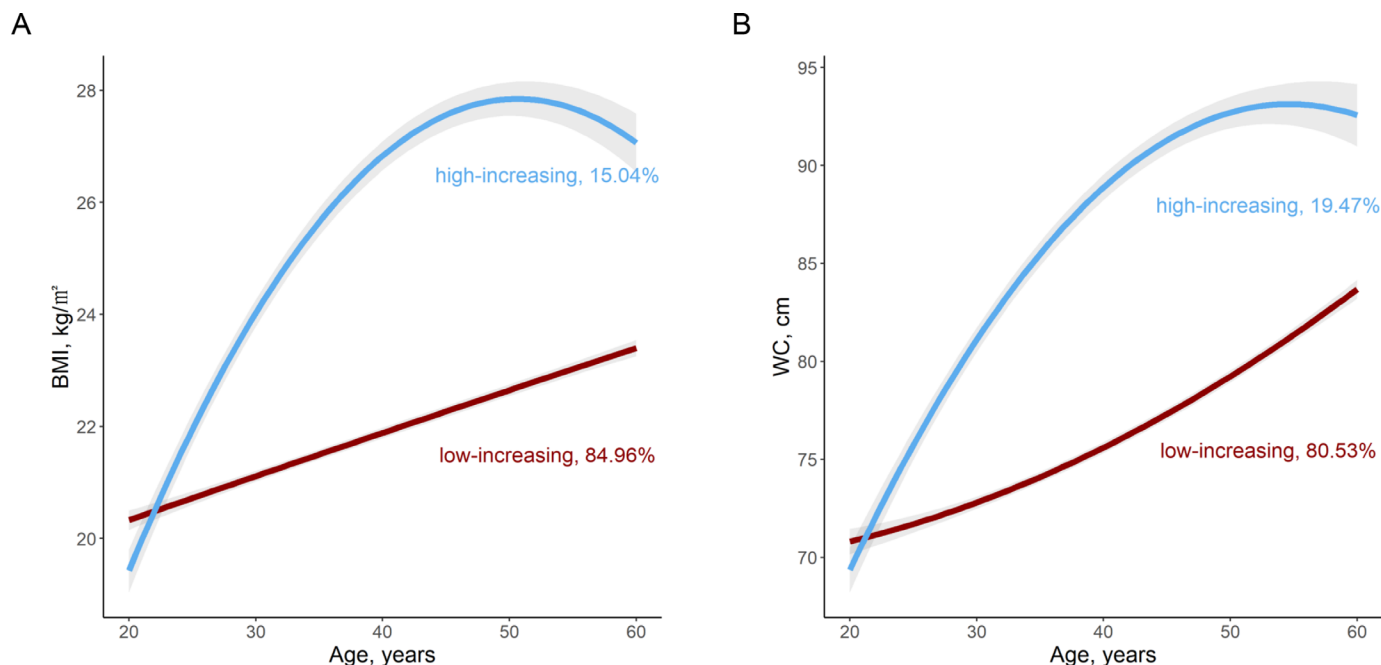 A
BMI, kg/㎡
28
26
24
22
20
high-increasing, 15.04%
low-increasing, 84.96%
20 30 40 50 60
Age, years
B
WC, cm
95
90
85
80
75
70
high-increasing, 19.47%
low-increasing, 80.53%
20 30 40 50 60
Age, years